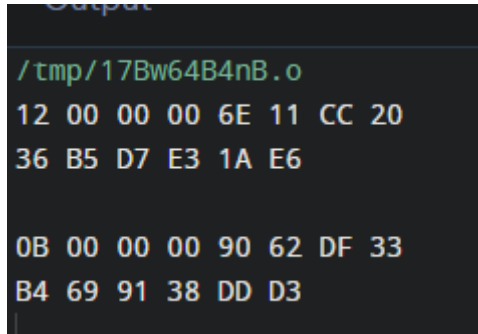 Output
/tmp/17Bw64B4nB.o
12 00 00 00 6E 11 CC 20
36 B5 D7 E3 1A E6
0B 00 00 00 90 62 DF 33
B4 69 91 38 DD D3